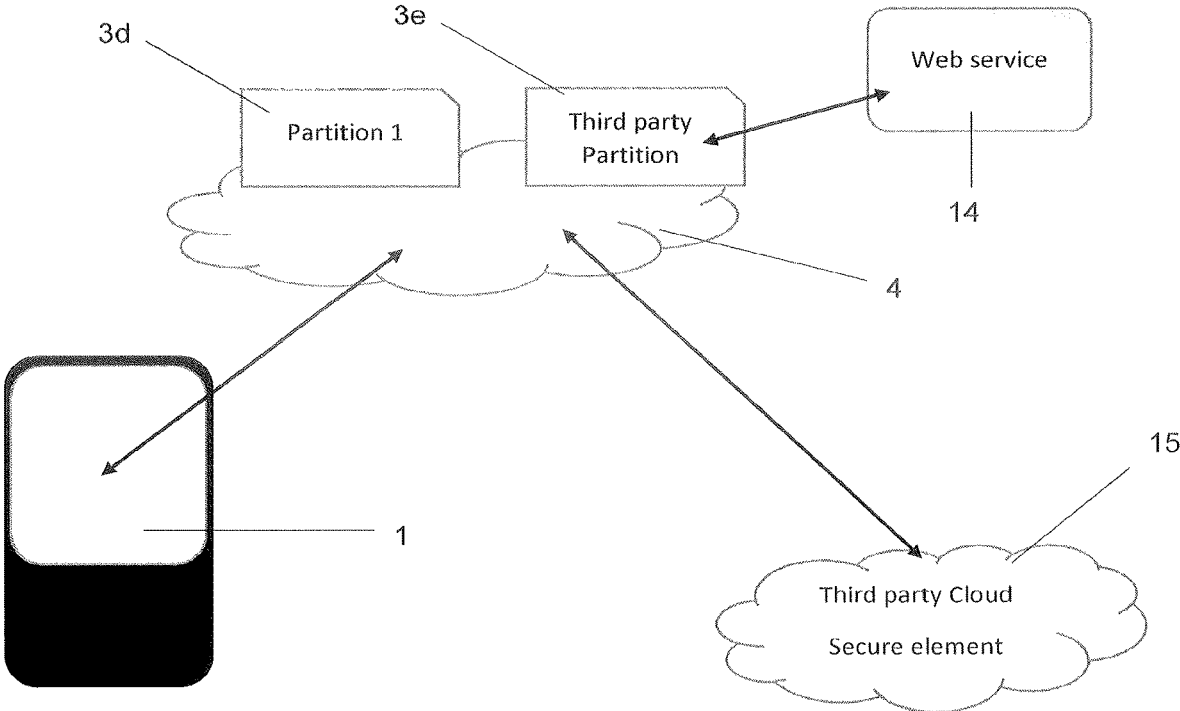 3d
3e
Web service
Partition 1
Third party
Partition
14
4
15
1
Third party Cloud
Secure element